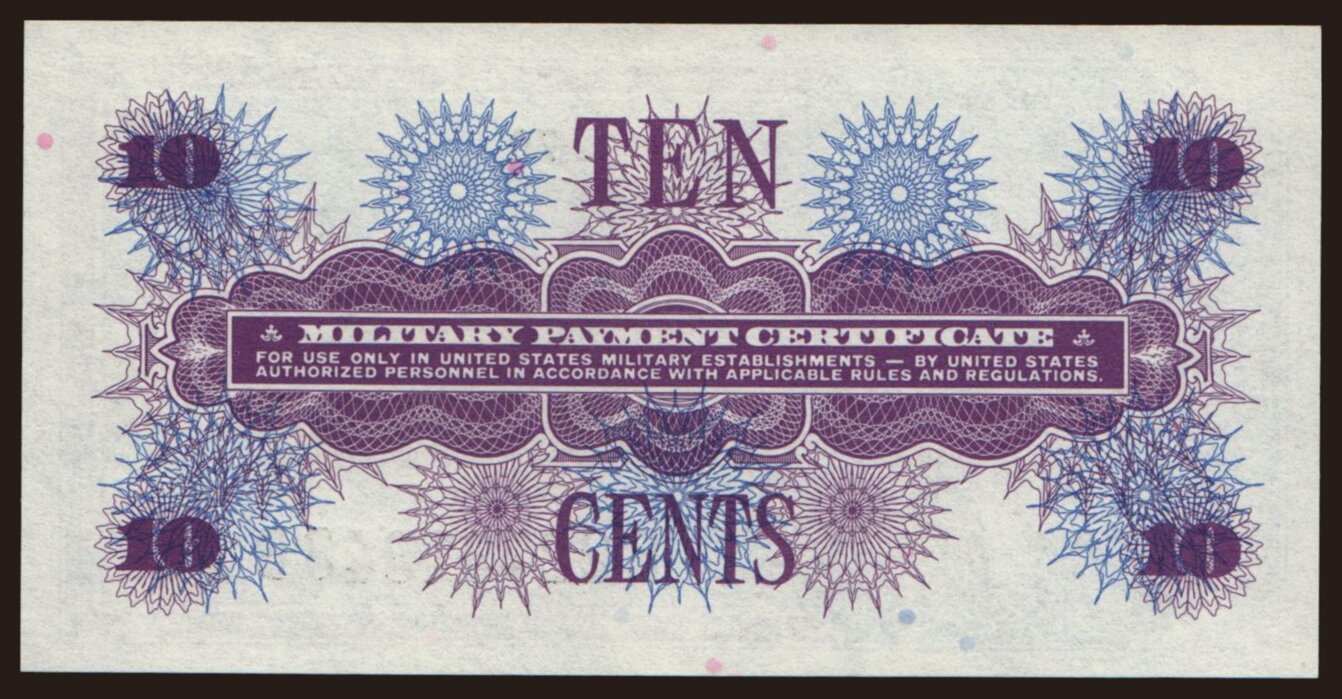 10 TEN 10
MILITARY PAYMENT CERTIFICATE
FOR USE ONLY IN UNITED STATES MILITARY ESTABLISHMENTS — BY UNITED STATES
AUTHORIZED PERSONNEL IN ACCORDANCE WITH APPLICABLE RULES AND REGULATIONS.
10 CENTS 10